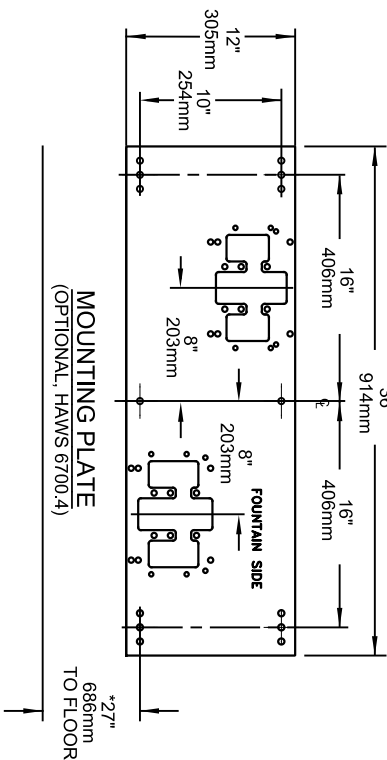 914mm
16"
406mm
16"
406mm
12"
305mm
10"
254mm
℄
8"
203mm
8"
203mm
FOUNTAIN SIDE
*27"
686mm
TO FLOOR
MOUNTING PLATE
(OPTIONAL, HAWS 6700.4)